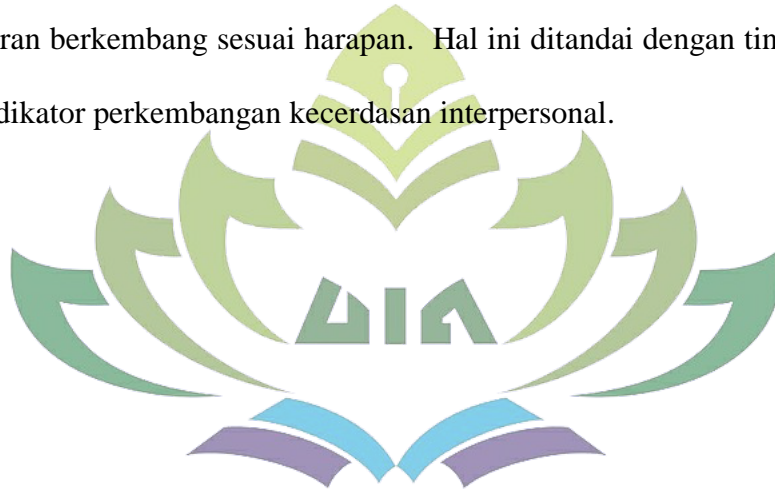 ran berkembang sesuai harapan. Hal ini ditandai dengan tin
dikator perkembangan kecerdasan interpersonal.